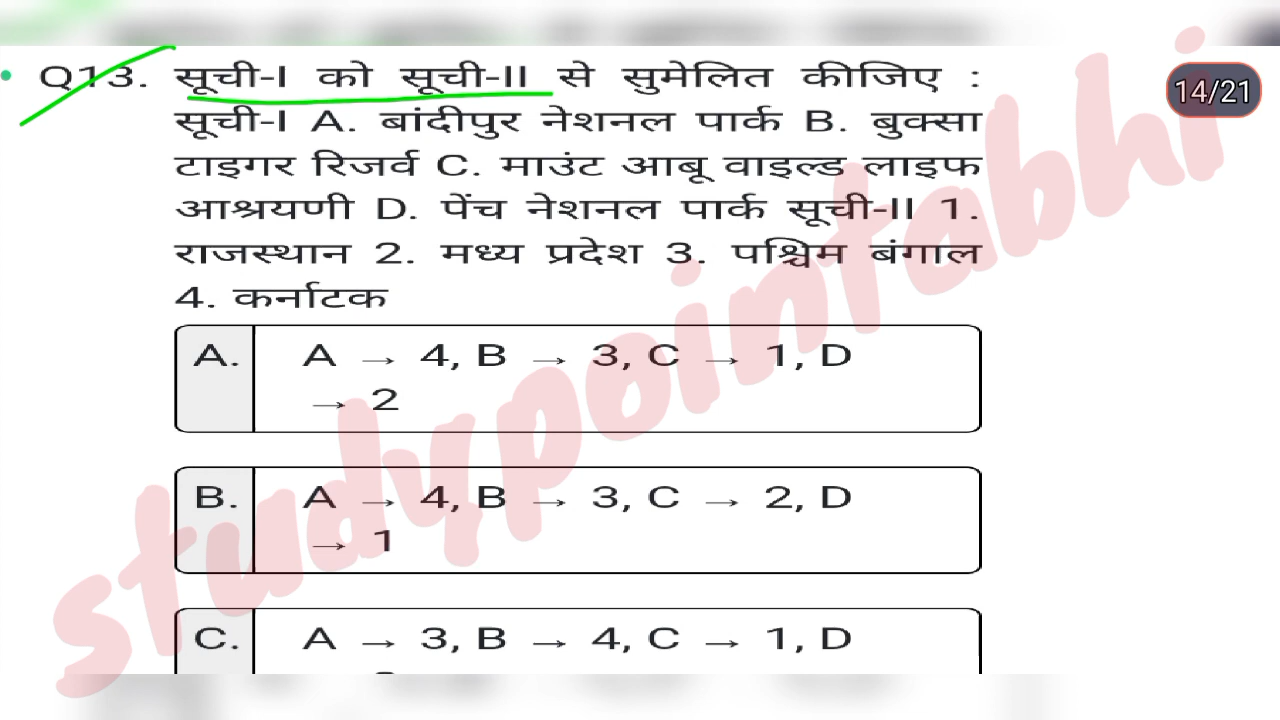 14/21
Q13. सूची-I को सूची-II से सुमेलित कीजिए :
सूची-I A. बांदीपुर नेशनल पार्क B. बुक्सा
टाइगर रिजर्व C. माउंट आबू वाइल्ड लाइफ
आश्रयणी D. पेंच नेशनल पार्क सूची-II 1.
राजस्थान 2. मध्य प्रदेश 3. पश्चिम बंगाल
4. कर्नाटक
A. A → 4, B → 3, C → 1, D
→ 2
B. A → 4, B → 3, C → 2, D
→ 1
C. A → 3, B → 4, C → 1, D
studypointabhi